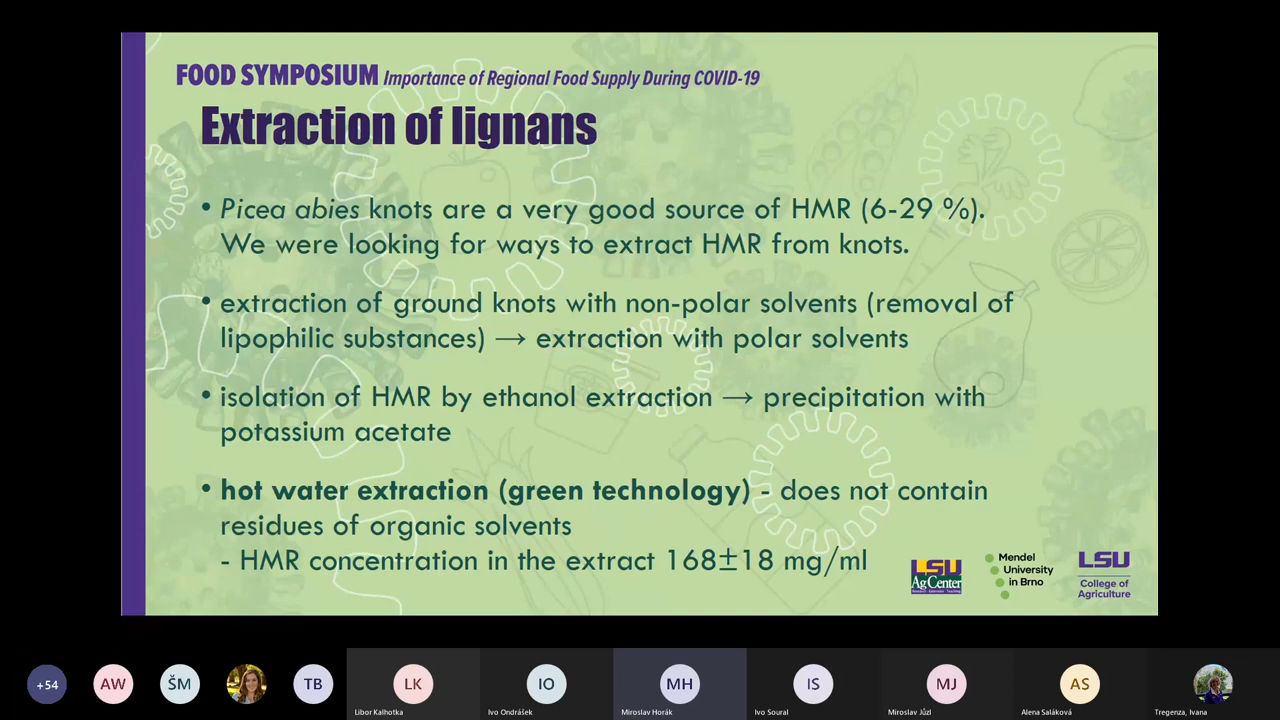 FOOD SYMPOSIUM Importance of Regional Food Supply During COVID-19
Extraction of lignans
• Picea abies knots are a very good source of HMR (6-29 %).
We were looking for ways to extract HMR from knots.
• extraction of ground knots with non-polar solvents (removal of
lipophilic substances) → extraction with polar solvents
• isolation of HMR by ethanol extraction → precipitation with
potassium acetate
• hot water extraction (green technology) - does not contain
residues of organic solvents
- HMR concentration in the extract 168±18 mg/ml
LSU
AgCenter
Research · Extension · Teaching
Mendel
University
in Brno
LSU
College of
Agriculture
+54
AW
ŠM
TB
LK
IO
MH
IS
MJ
AS
Libor Kalhotka
Ivo Ondrášek
Miroslav Horák
Ivo Soural
Miroslav Jůzl
Alena Saláková
Tregenza, Ivana